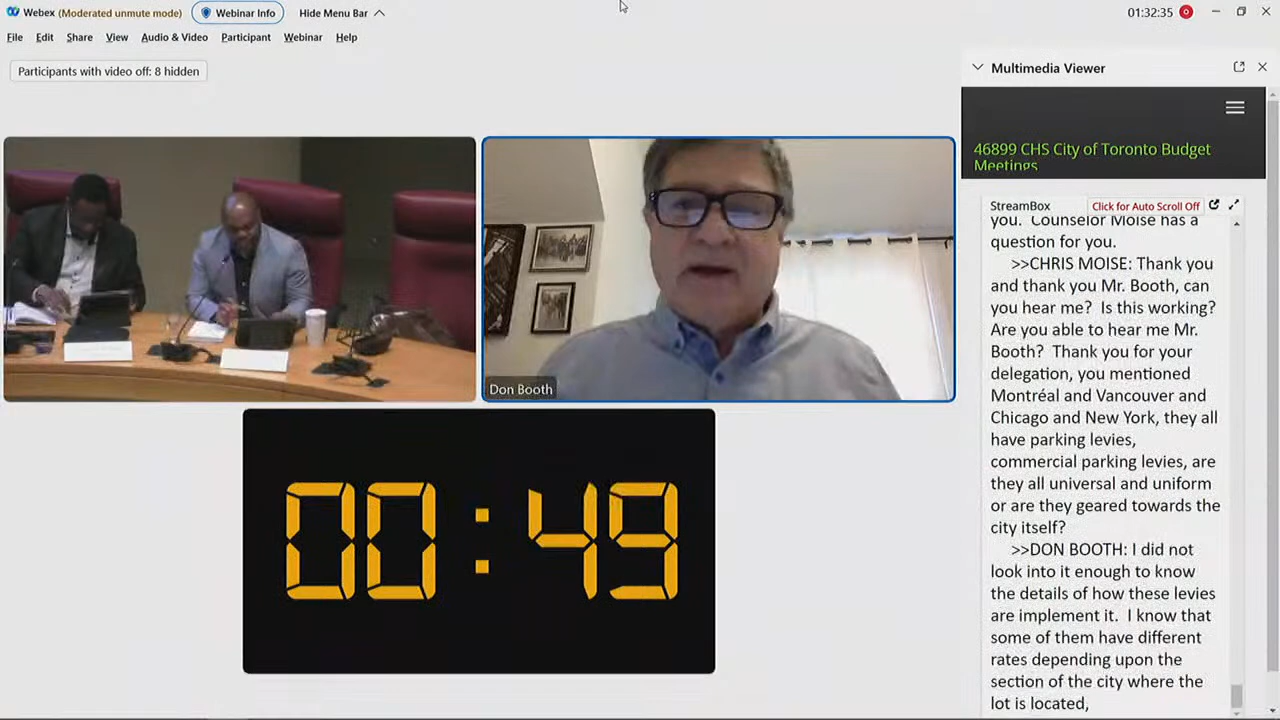 Webex (Moderated unmute mode)
Webinar Info
Hide Menu Bar
01:32:35
File Edit Share View Audio & Video Participant Webinar Help
Participants with video off: 8 hidden
Multimedia Viewer
46899 CHS City of Toronto Budget
Meetings
StreamBox
Click for Auto Scroll Off
you. Counselor Moise has a
question for you.
>>CHRIS MOISE: Thank you
and thank you Mr. Booth, can
you hear me? Is this working?
Are you able to hear me Mr.
Booth? Thank you for your
delegation, you mentioned
Montréal and Vancouver and
Chicago and New York, they all
have parking levies,
commercial parking levies, are
they all universal and uniform
or are they geared towards the
city itself?
>>DON BOOTH: I did not
look into it enough to know
the details of how these levies
are implement it. I know that
some of them have different
rates depending upon the
section of the city where the
lot is located,
Don Booth
00:49